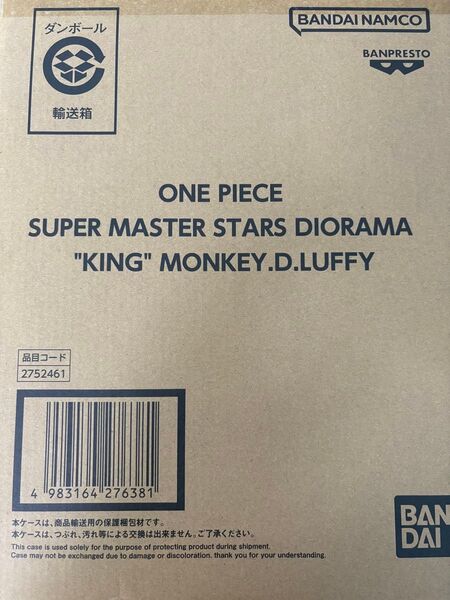 ダンボール
輸送箱
BANDAI NAMCO
BANPRESTO
ONE PIECE
SUPER MASTER STARS DIORAMA
"KING" MONKEY.D.LUFFY
品目コード
2752461
4 983164 276381
本ケースは、商品輸送用の保護梱包材です。
本ケースは、つぶれ、汚れ等による交換は出来ません。ご了承ください。
This case is used solely for the purpose of protecting product during shipment.
Case may not be exchanged due to damage or discoloration. thank you for your understanding.
BAN
DAI